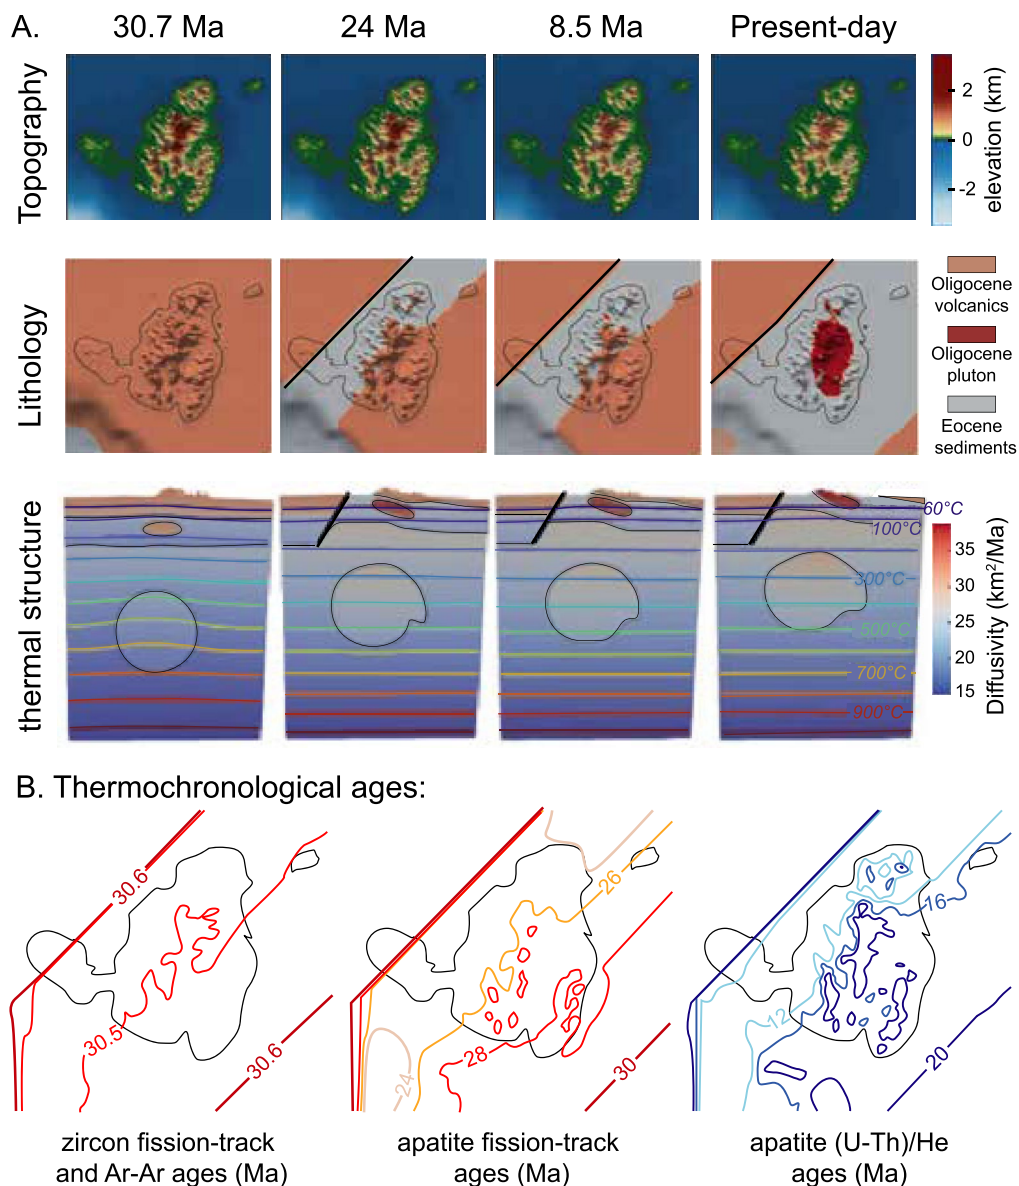 A.
30.7 Ma
24 Ma
8.5 Ma
Present-day
Topography
2
0
-2
elevation (km)
Lithology
Oligocene
volcanics
Oligocene
pluton
Eocene
sediments
thermal structure
60°C
100°C
300°C
500°C
700°C
900°C
35
30
25
20
15
Diffusivity (km²/Ma)
B. Thermochronological ages:
30.6
30.5
30.6
26
24
28
30
16
12
20
zircon fission-track
and Ar-Ar ages (Ma)
apatite fission-track
ages (Ma)
apatite (U-Th)/He
ages (Ma)